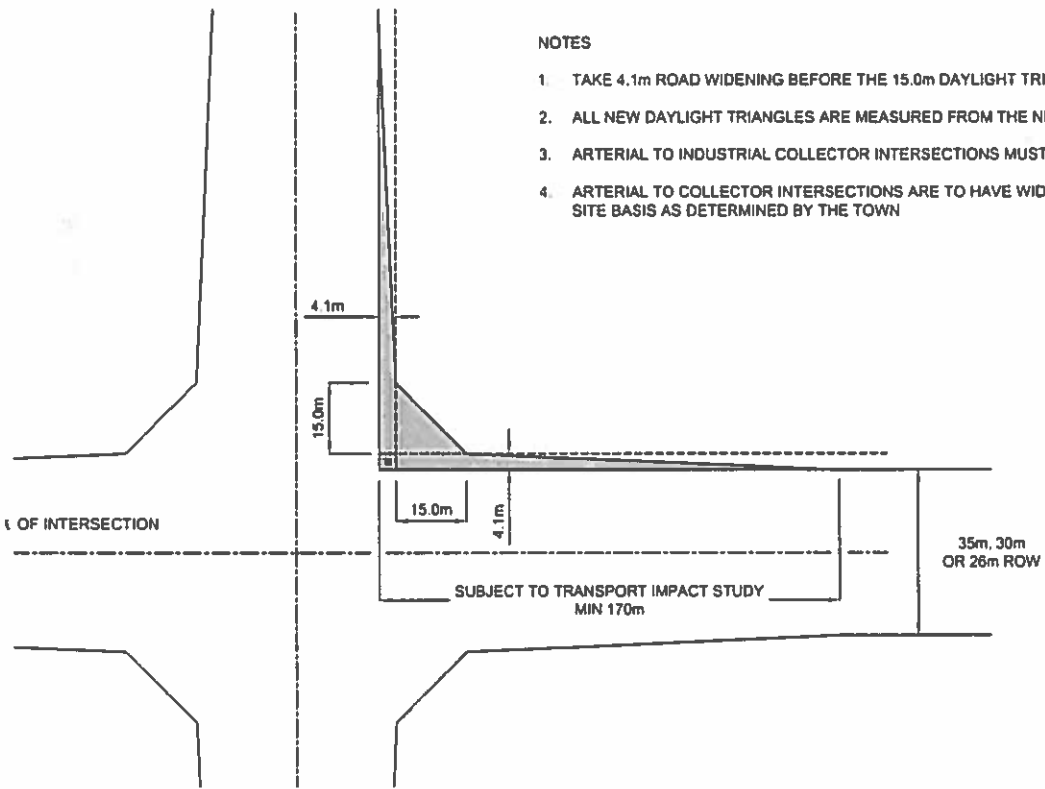 NOTES
1. TAKE 4.1m ROAD WIDENING BEFORE THE 15.0m DAYLIGHT TRI
2. ALL NEW DAYLIGHT TRIANGLES ARE MEASURED FROM THE N
3. ARTERIAL TO INDUSTRIAL COLLECTOR INTERSECTIONS MUST
4. ARTERIAL TO COLLECTOR INTERSECTIONS ARE TO HAVE WID
SITE BASIS AS DETERMINED BY THE TOWN
4.1m
15.0m
15.0m
4.1m
OF INTERSECTION
35m, 30m
OR 26m ROW
SUBJECT TO TRANSPORT IMPACT STUDY
MIN 170m